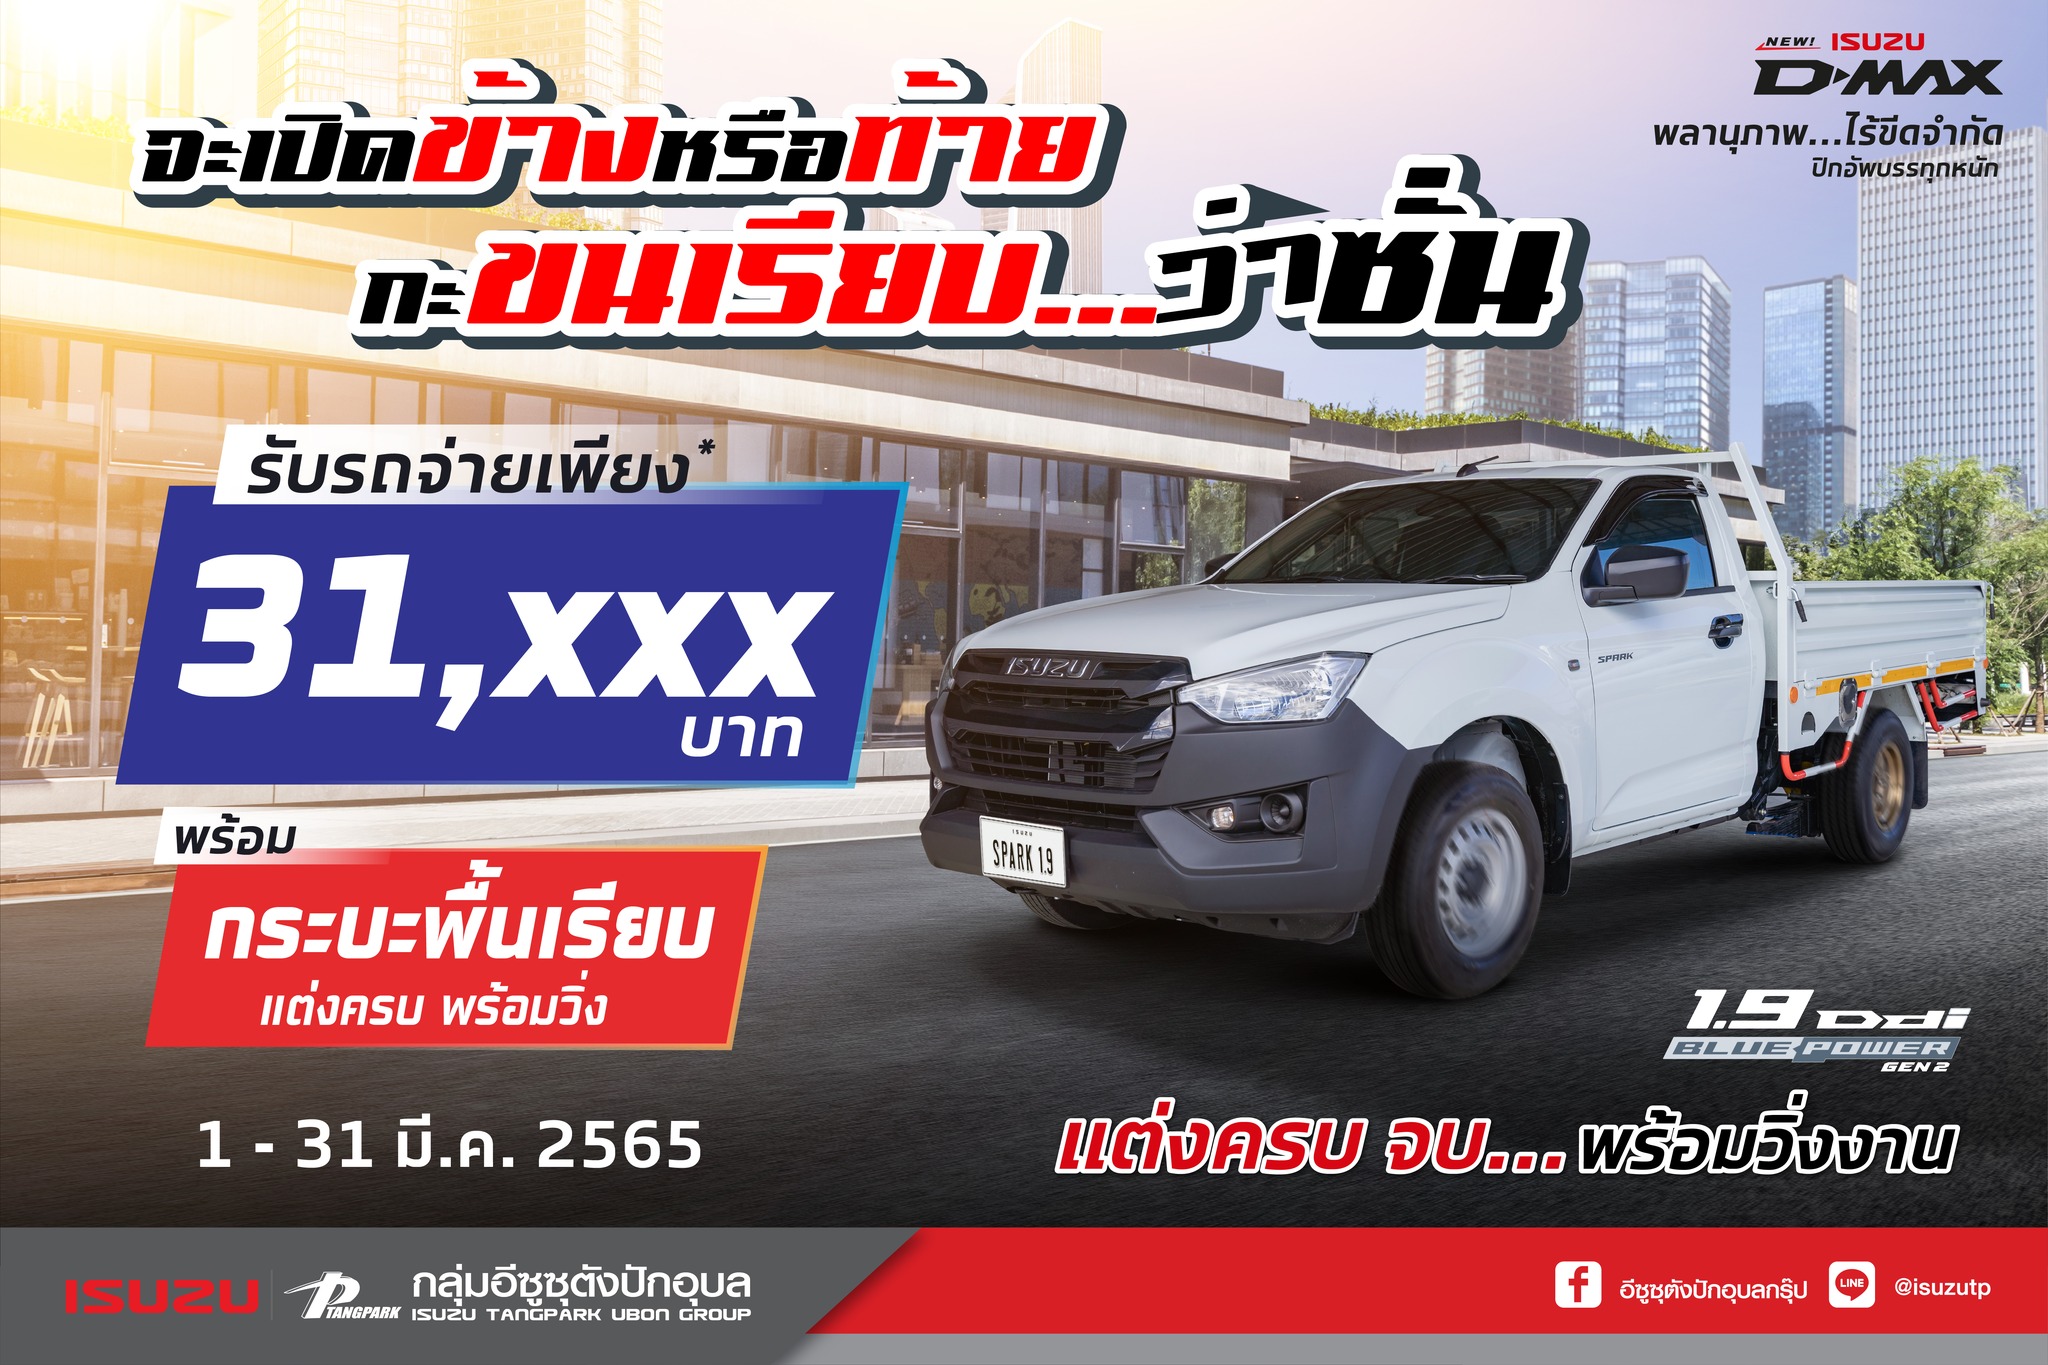 NEW! ISUZU
D-MAX
พลานุภาพ...ไร้ขีดจำกัด
ปิกอัพบรรทุกหนัก
จะเปิดข้างหรือท้าย
กะขนเรียบ...ว่าซั่น
รับรถจ่ายเพียง*
31,xxx
บาท
พร้อม
กระบะพื้นเรียบ
แต่งครบ พร้อมวิ่ง
1 - 31 มี.ค. 2565
ISUZU
SPARK
ISUZU
SPARK 1.9
1.9 Ddi
BLUE POWER
GEN 2
แต่งครบ จบ...พร้อมวิ่งงาน
ISUZU
TP TANGPARK
กลุ่มอีซูซุตังปักอุบล
ISUZU TANGPARK UBON GROUP
f อีซูซุตังปักอุบลกรุ๊ป
LINE @isuzutp